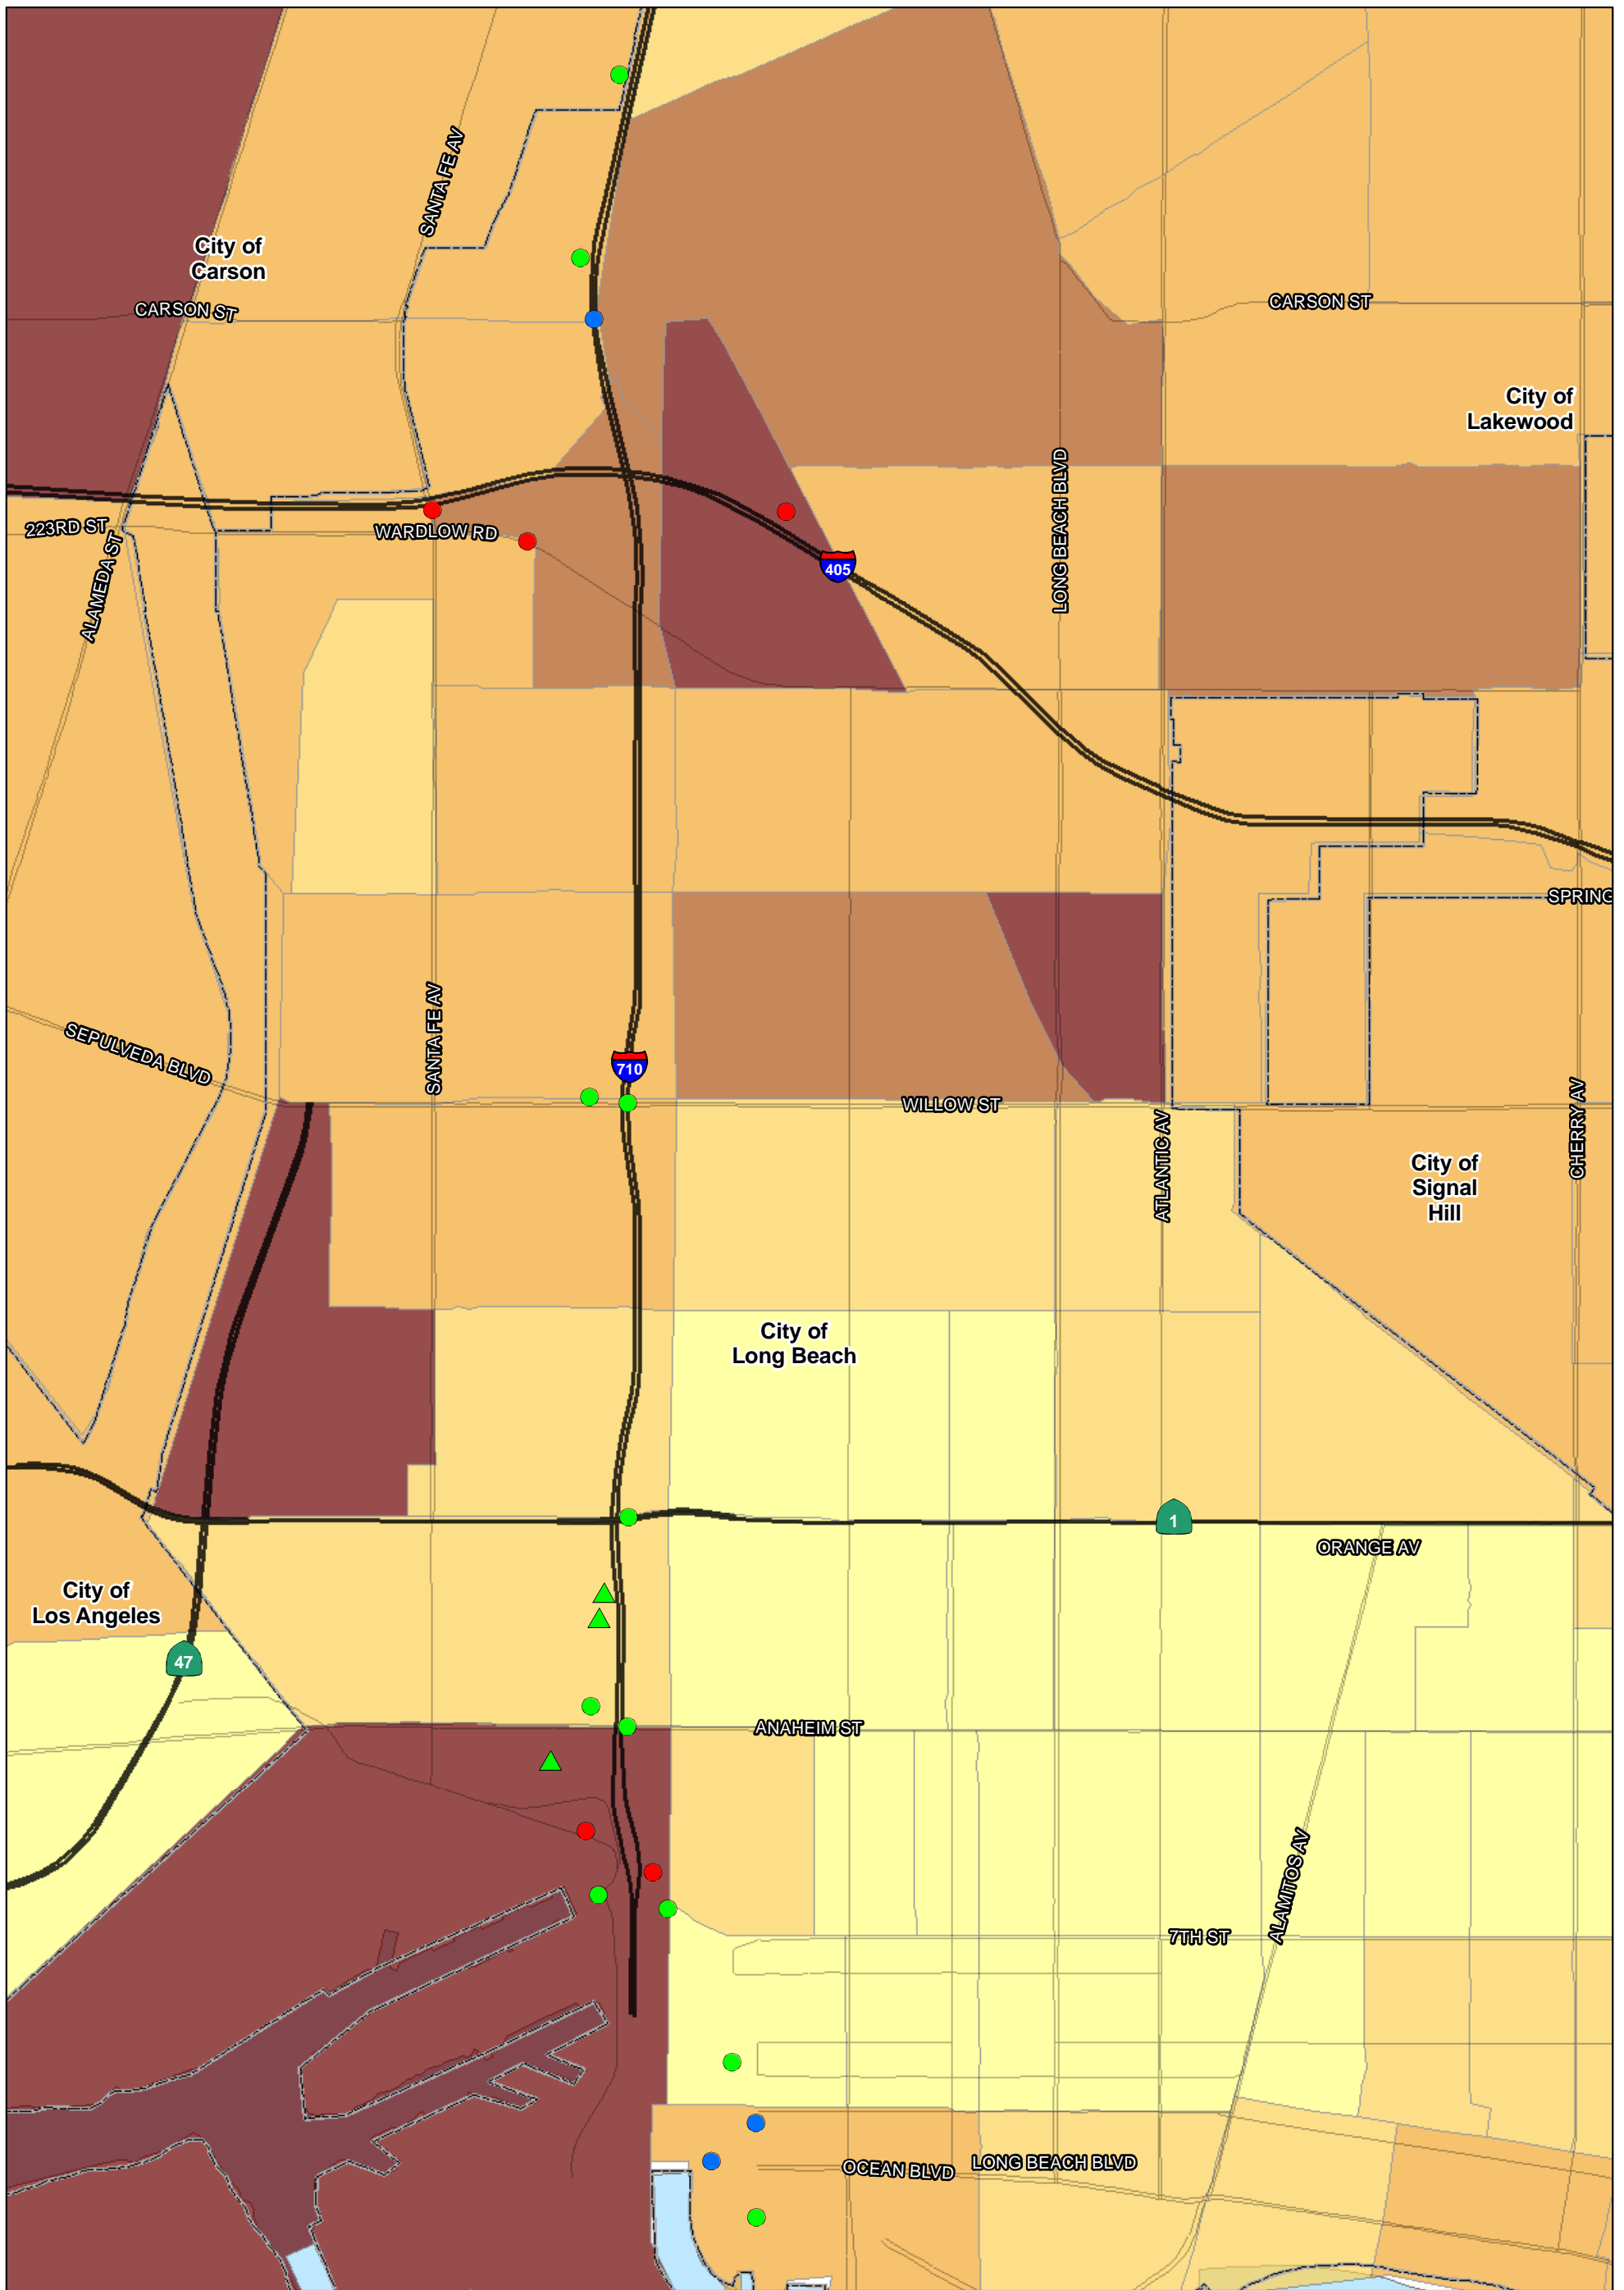 SANTA FE AV
City of
Carson
CARSON ST
CARSON ST
City of
Lakewood
LONG BEACH BLVD
223RD ST
WARDLOW RD
ALAMEDA ST
405
SPRING
SANTA FE AV
SEPULVEDA BLVD
710
WILLOW ST
ATLANTIC AV
CHERRY AV
City of
Signal
Hill
City of
Long Beach
1
ORANGE AV
City of
Los Angeles
47
ANAHEIM ST
ALAMITOS AV
7TH ST
OCEAN BLVD
LONG BEACH BLVD